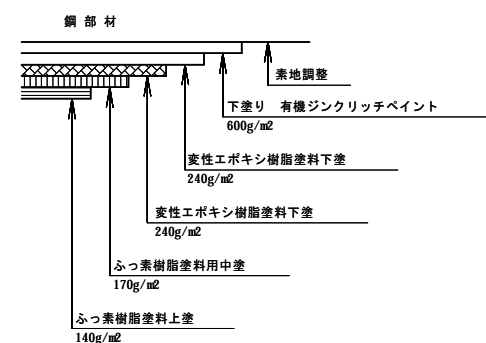 鋼部材
素地調整
下塗り　有機ジンクリッチペイント
600g/m2
変性エポキシ樹脂塗料下塗
240g/m2
変性エポキシ樹脂塗料下塗
240g/m2
ふっ素樹脂塗料用中塗
170g/m2
ふっ素樹脂塗料上塗
140g/m2